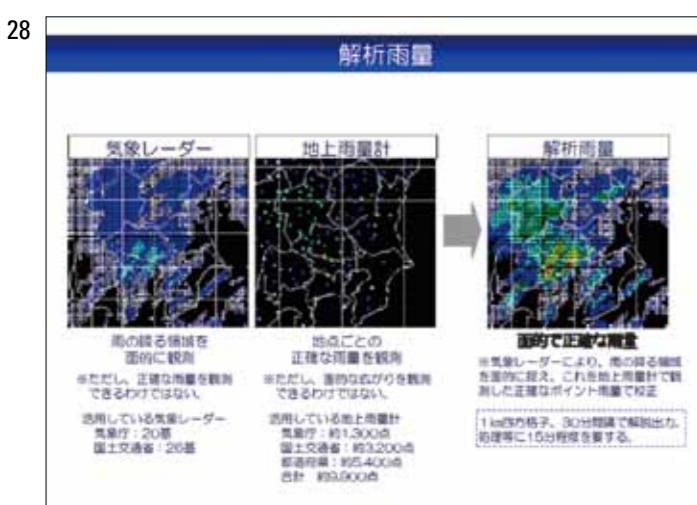 28
解析雨量
気象レーダー
地上雨量計
解析雨量
雨の降る領域を
面的に観測
※ただし、正確な雨量を観測
できるわけではない。
活用している気象レーダー
気象庁：20基
国土交通省：26基
地点ごとの
正確な雨量を観測
※ただし、面的な広がりを観測
できるわけではない。
活用している地上雨量計
気象庁：約1,300点
国土交通省：約3,200点
都道府県：約5,400点
合計 約9,900点
面的で正確な雨量
※気象レーダーにより、雨の降る領域
を面的に捉え、これを地上雨量計で観
測した正確なポイント雨量で校正
1km四方格子、30分間隔で解説出力。
処理等に15分程度を要する。